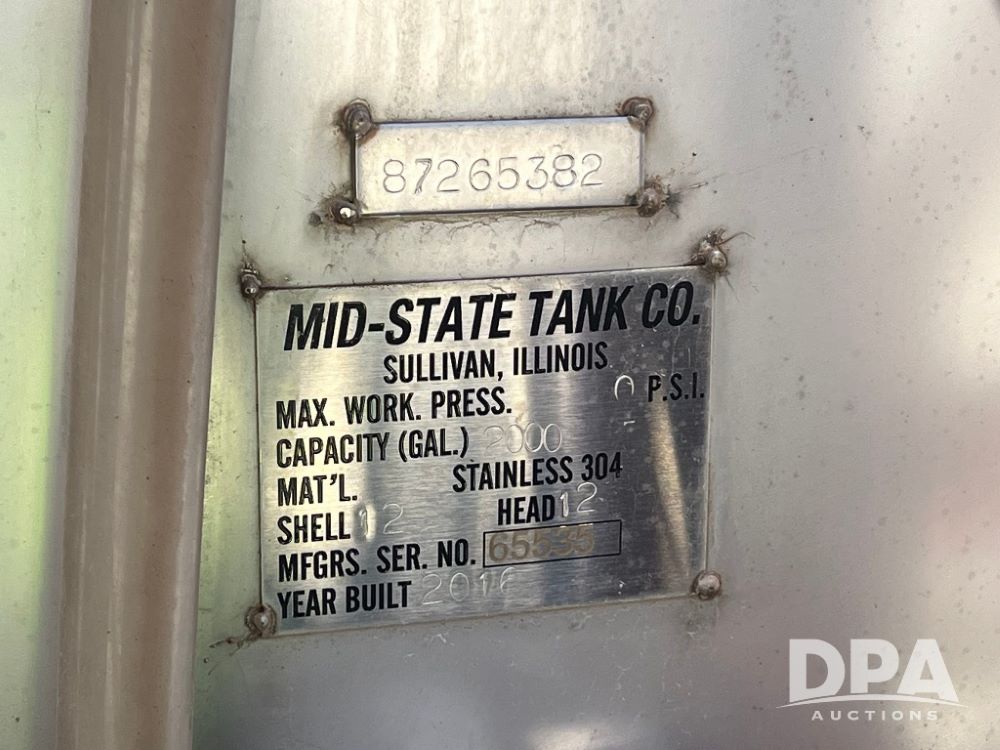 87265382
MID-STATE TANK CO.
SULLIVAN, ILLINOIS
MAX. WORK. PRESS. 0 P.S.I.
CAPACITY (GAL.) 2000
MAT'L. STAINLESS 304
SHELL 12 HEAD 12
MFGRS. SER. NO. 65535
YEAR BUILT 2016
DPA
AUCTIONS